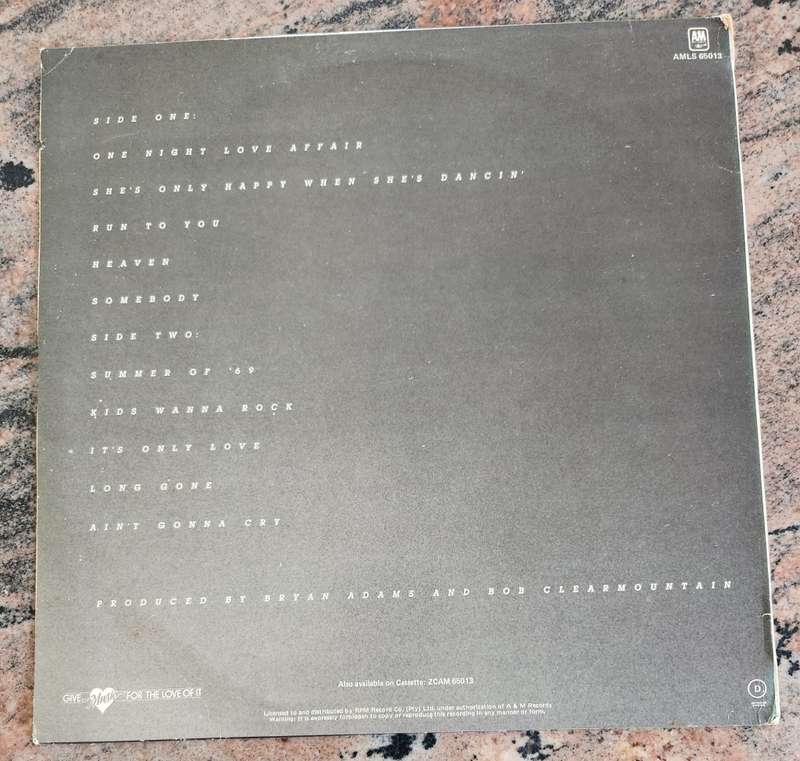 AM
AMLS 65013
SIDE ONE:
ONE NIGHT LOVE AFFAIR
SHE'S ONLY HAPPY WHEN SHE'S DANCIN'
RUN TO YOU
HEAVEN
SOMEBODY
SIDE TWO:
SUMMER OF '69
KIDS WANNA ROCK
IT'S ONLY LOVE
LONG GONE
AIN'T GONNA CRY
PRODUCED BY BRYAN ADAMS AND BOB CLEARMOUNTAIN
Also available on Cassette: ZCAM 65013
GIVE Music FOR THE LOVE OF IT
D
Licensed to and distributed by RPM Record Co. (Pty) Ltd. under authorization of A & M Records
Warning: It is expressly forbidden to copy or reproduce this recording in any manner or form.